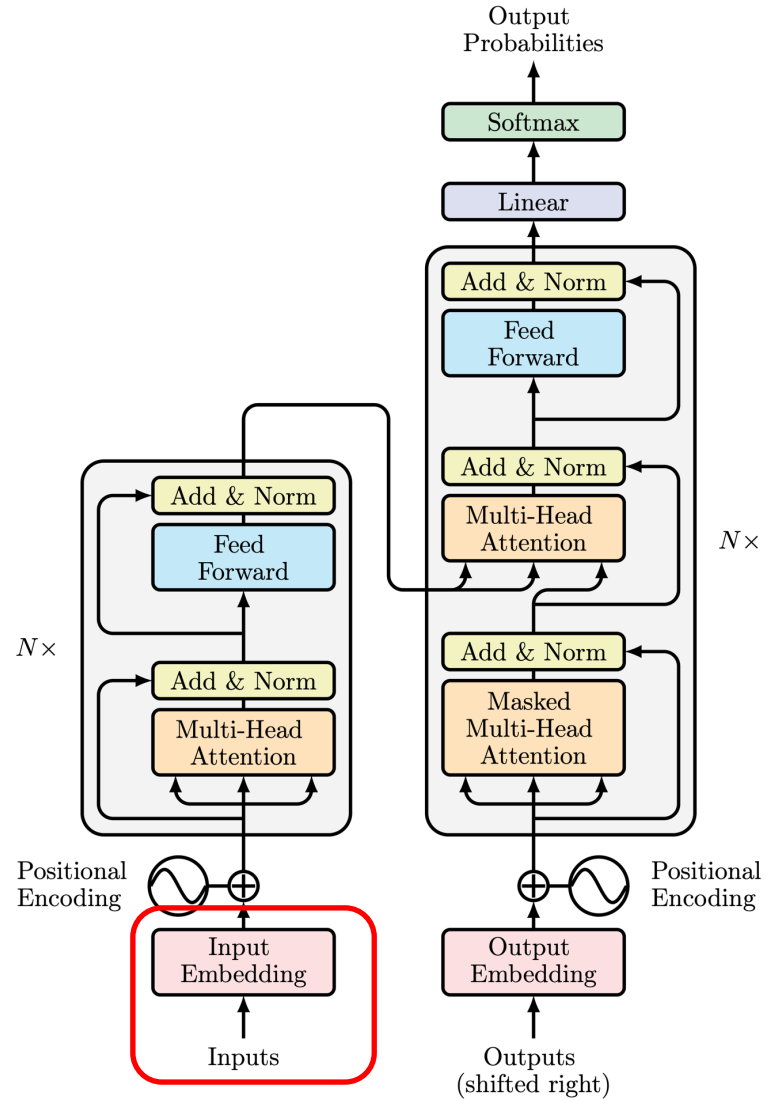 Output
Probabilities
Softmax
Linear
Add & Norm
Feed
Forward
Add & Norm
Multi-Head
Attention
N×
Add & Norm
Masked
Multi-Head
Attention
Add & Norm
Feed
Forward
N×
Add & Norm
Multi-Head
Attention
Positional
Encoding
Positional
Encoding
Input
Embedding
Output
Embedding
Inputs
Outputs
(shifted right)